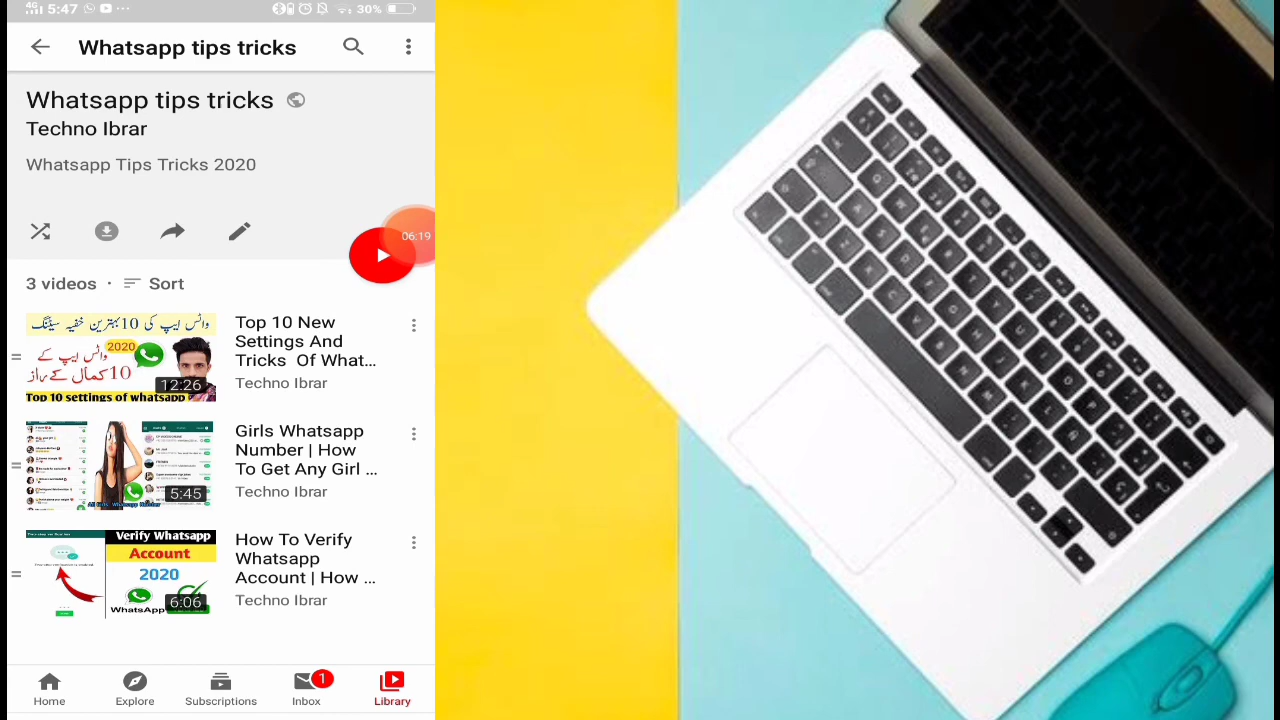 4G 5:47 30%
Whatsapp tips tricks
Whatsapp tips tricks
Techno Ibrar
Whatsapp Tips Tricks 2020
06:19
3 videos · Sort
واٹس ایپ کی 10 بہترین خفیہ سیٹنگ
2020
واٹس ایپ کے
10 کمال کے راز
12:26
Top 10 settings of whatsapp
Top 10 New
Settings And
Tricks Of What...
Techno Ibrar
5:45
Girls Whatsapp
Number | How
To Get Any Girl ...
Techno Ibrar
Verify Whatsapp
Account
2020
WhatsApp
6:06
How To Verify
Whatsapp
Account | How ...
Techno Ibrar
Home
Explore
Subscriptions
1
Inbox
Library